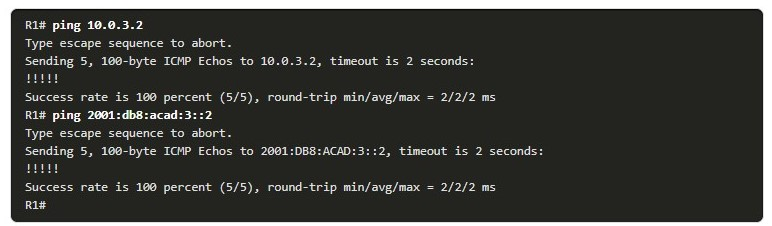 R1# ping 10.0.3.2
Type escape sequence to abort.
Sending 5, 100-byte ICMP Echos to 10.0.3.2, timeout is 2 seconds:
!!!!!
Success rate is 100 percent (5/5), round-trip min/avg/max = 2/2/2 ms
R1# ping 2001:db8:acad:3::2
Type escape sequence to abort.
Sending 5, 100-byte ICMP Echos to 2001:DB8:ACAD:3::2, timeout is 2 seconds:
!!!!!
Success rate is 100 percent (5/5), round-trip min/avg/max = 2/2/2 ms
R1#